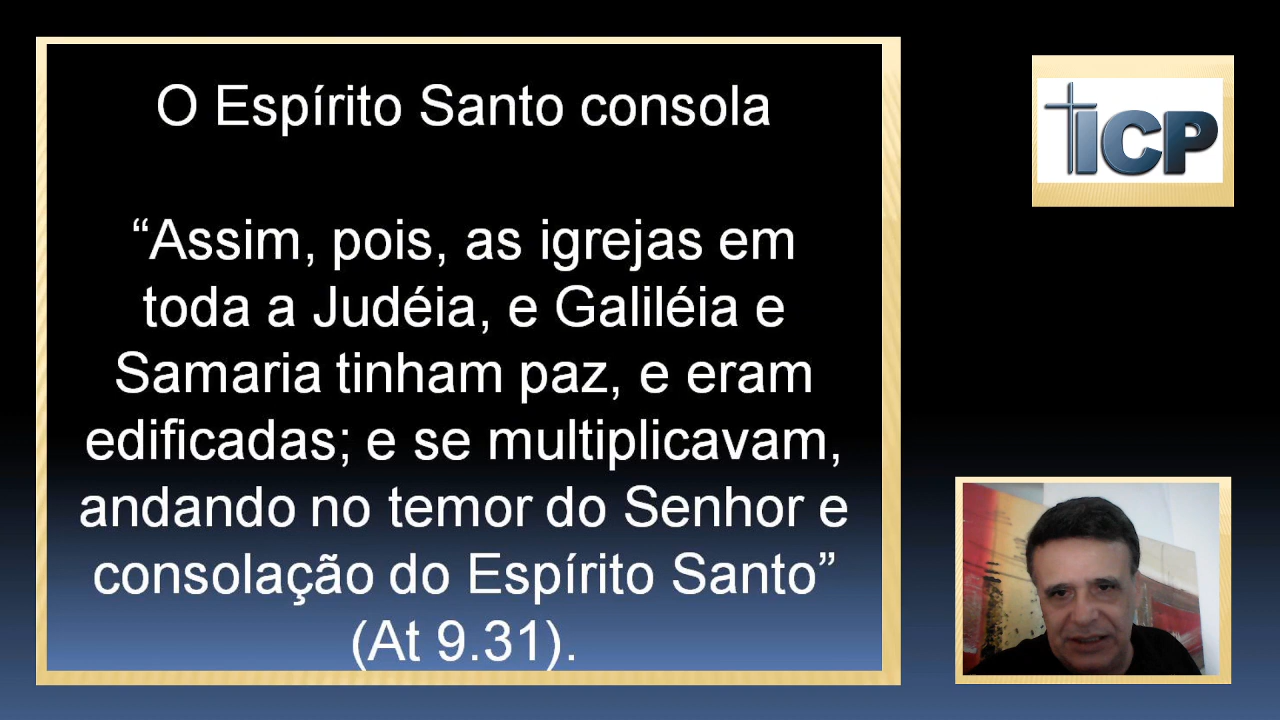 O Espírito Santo consola
“Assim, pois, as igrejas em
toda a Judéia, e Galiléia e
Samaria tinham paz, e eram
edificadas; e se multiplicavam,
andando no temor do Senhor e
consolação do Espírito Santo”
(At 9.31).
ICP